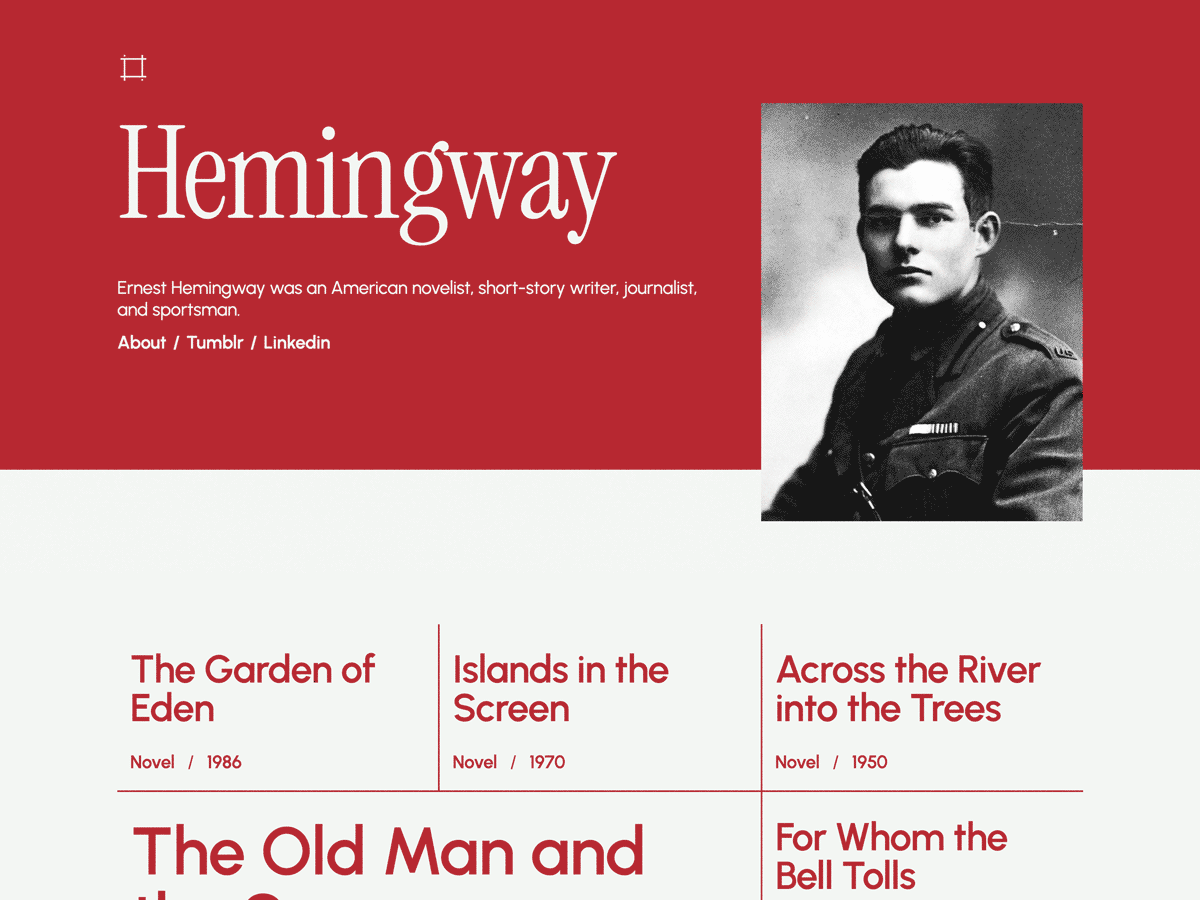 Hemingway
Ernest Hemingway was an American novelist, short-story writer, journalist,
and sportsman.
About / Tumblr / Linkedin
The Garden of
Eden
Novel / 1986
Islands in the
Screen
Novel / 1970
Across the River
into the Trees
Novel / 1950
The Old Man and
For Whom the
Bell Tolls